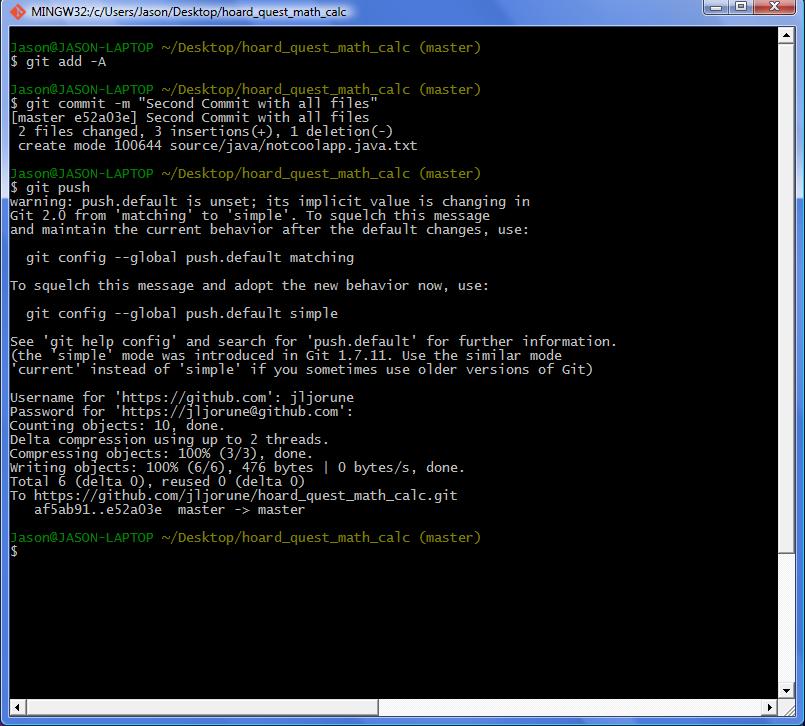 MINGW32:/c/Users/Jason/Desktop/hoard_quest_math_calc
Jason@JASON-LAPTOP ~/Desktop/hoard_quest_math_calc (master)
$ git add -A
Jason@JASON-LAPTOP ~/Desktop/hoard_quest_math_calc (master)
$ git commit -m "Second Commit with all files"
[master e52a03e] Second Commit with all files
 2 files changed, 3 insertions(+), 1 deletion(-)
 create mode 100644 source/java/notcoolapp.java.txt
Jason@JASON-LAPTOP ~/Desktop/hoard_quest_math_calc (master)
$ git push
warning: push.default is unset; its implicit value is changing in
Git 2.0 from 'matching' to 'simple'. To squelch this message
and maintain the current behavior after the default changes, use:
  git config --global push.default matching
To squelch this message and adopt the new behavior now, use:
  git config --global push.default simple
See 'git help config' and search for 'push.default' for further information.
(the 'simple' mode was introduced in Git 1.7.11. Use the similar mode
'current' instead of 'simple' if you sometimes use older versions of Git)
Username for 'https://github.com': jljorune
Password for 'https://jljorune@github.com':
Counting objects: 10, done.
Delta compression using up to 2 threads.
Compressing objects: 100% (3/3), done.
Writing objects: 100% (6/6), 476 bytes | 0 bytes/s, done.
Total 6 (delta 0), reused 0 (delta 0)
To https://github.com/jljorune/hoard_quest_math_calc.git
   af5ab91..e52a03e  master -> master
Jason@JASON-LAPTOP ~/Desktop/hoard_quest_math_calc (master)
$